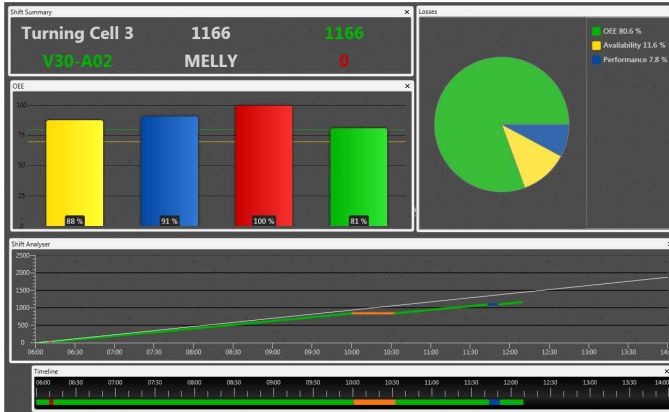 Shift Summary
Turning Cell 3 1166 1166
V30-A02 MELLY 0
Losses
OEE 80.6 %
Availability 11.6 %
Performance 7.8 %
OEE
100
75
50
25
0
88 % 91 % 100 % 81 %
Shift Analyser
2500
2000
1500
1000
500
0
06:00 06:30 07:00 07:30 08:00 08:30 09:00 09:30 10:00 10:30 11:00 11:30 12:00 12:30 13:00 13:30
Timeline
06:00 06:30 07:00 07:30 08:00 08:30 09:00 09:30 10:00 10:30 11:00 11:30 12:00 12:30 13:00 13:30 14:00